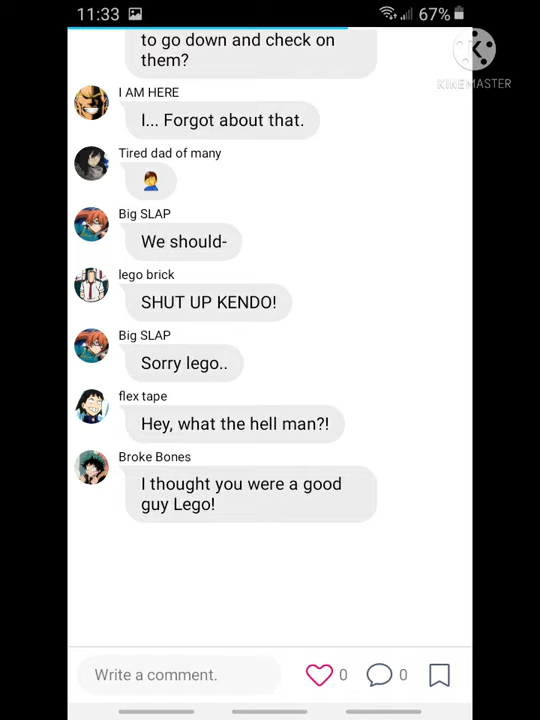 11:33
67%
KINEMASTER
to go down and check on
them?
I AM HERE
I... Forgot about that.
Tired dad of many
Big SLAP
We should-
lego brick
SHUT UP KENDO!
Big SLAP
Sorry lego..
flex tape
Hey, what the hell man?!
Broke Bones
I thought you were a good
guy Lego!
Write a comment.
0
0